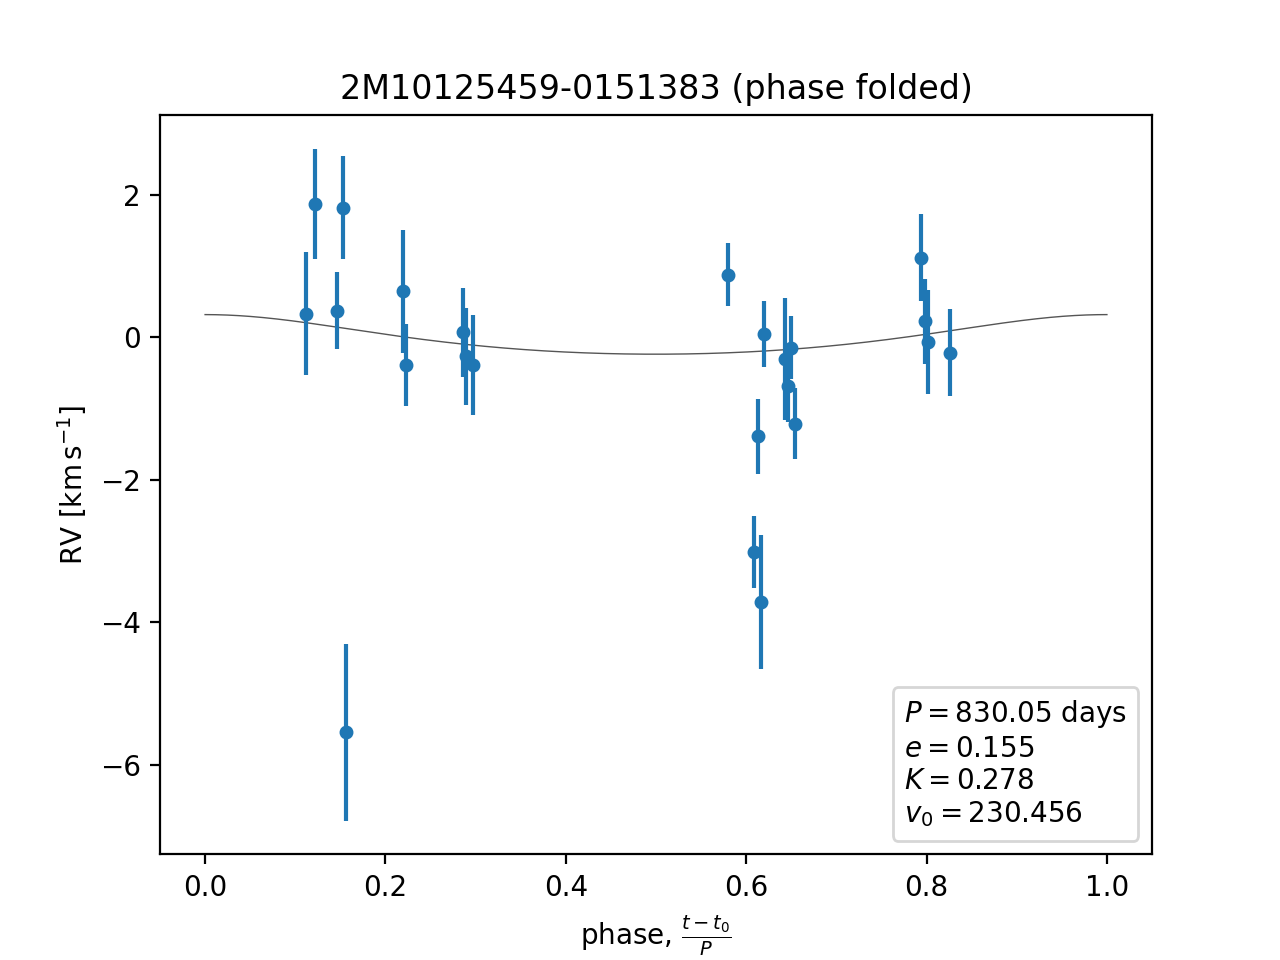 2M10125459-0151383 (phase folded)
RV [km s⁻¹]
2
0
−2
−4
−6
P = 830.05 days
e = 0.155
K = 0.278
v₀ = 230.456
0.0 0.2 0.4 0.6 0.8 1.0
phase, (t − t₀)/P